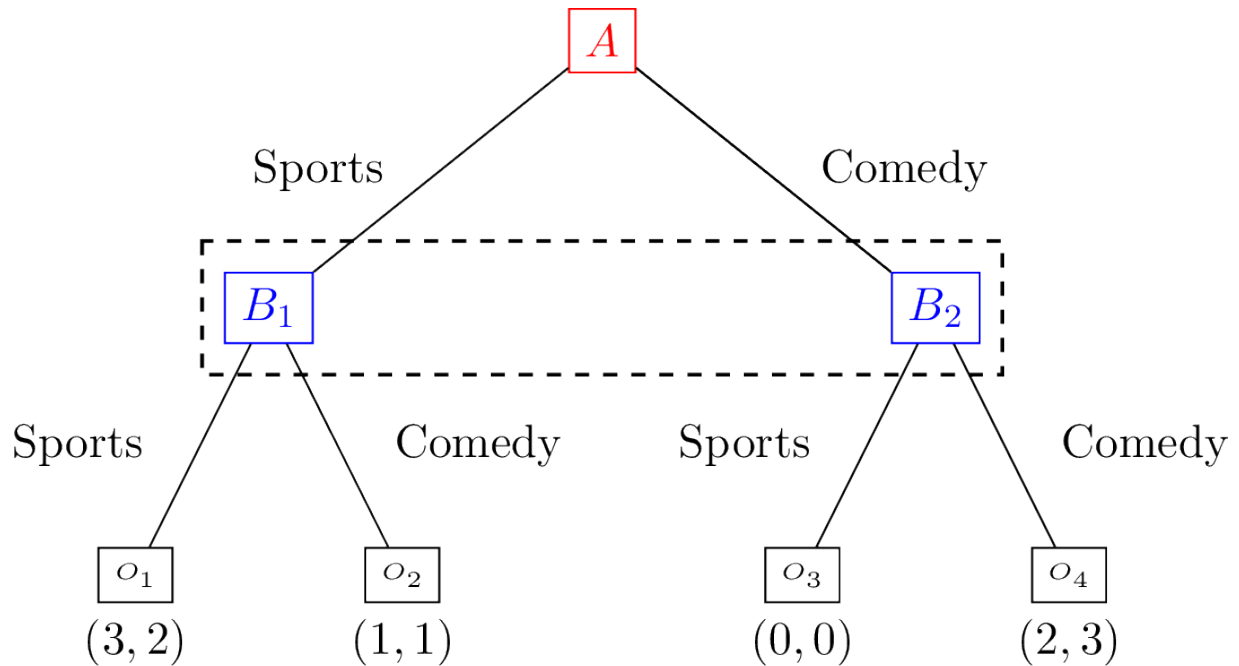 A
Sports Comedy
B₁ B₂
Sports Comedy Sports Comedy
o₁ o₂ o₃ o₄
(3, 2) (1, 1) (0, 0) (2, 3)